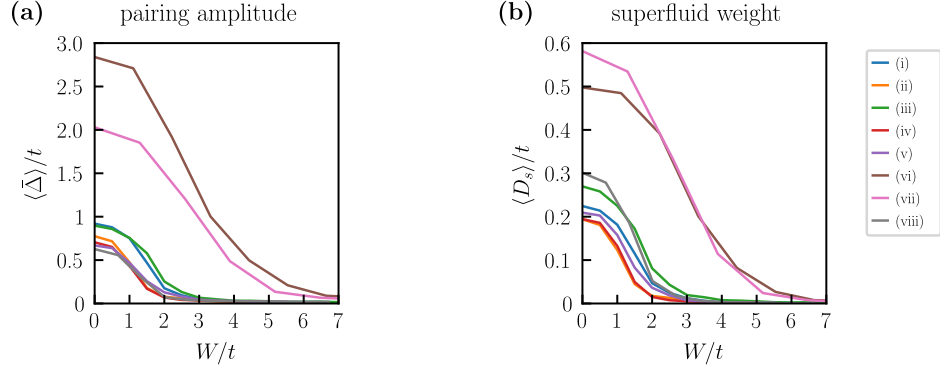 (a) pairing amplitude
3.0
2.5
2.0
1.5
1
0.5
0
⟨Δ̄⟩/t
0 1 2 3 4 5 6 7
W/t
(b) superfluid weight
0.6
0.5
0.4
0.3
0.2
0.1
0
⟨D_s⟩/t
0 1 2 3 4 5 6 7
W/t
(i)
(ii)
(iii)
(iv)
(v)
(vi)
(vii)
(viii)